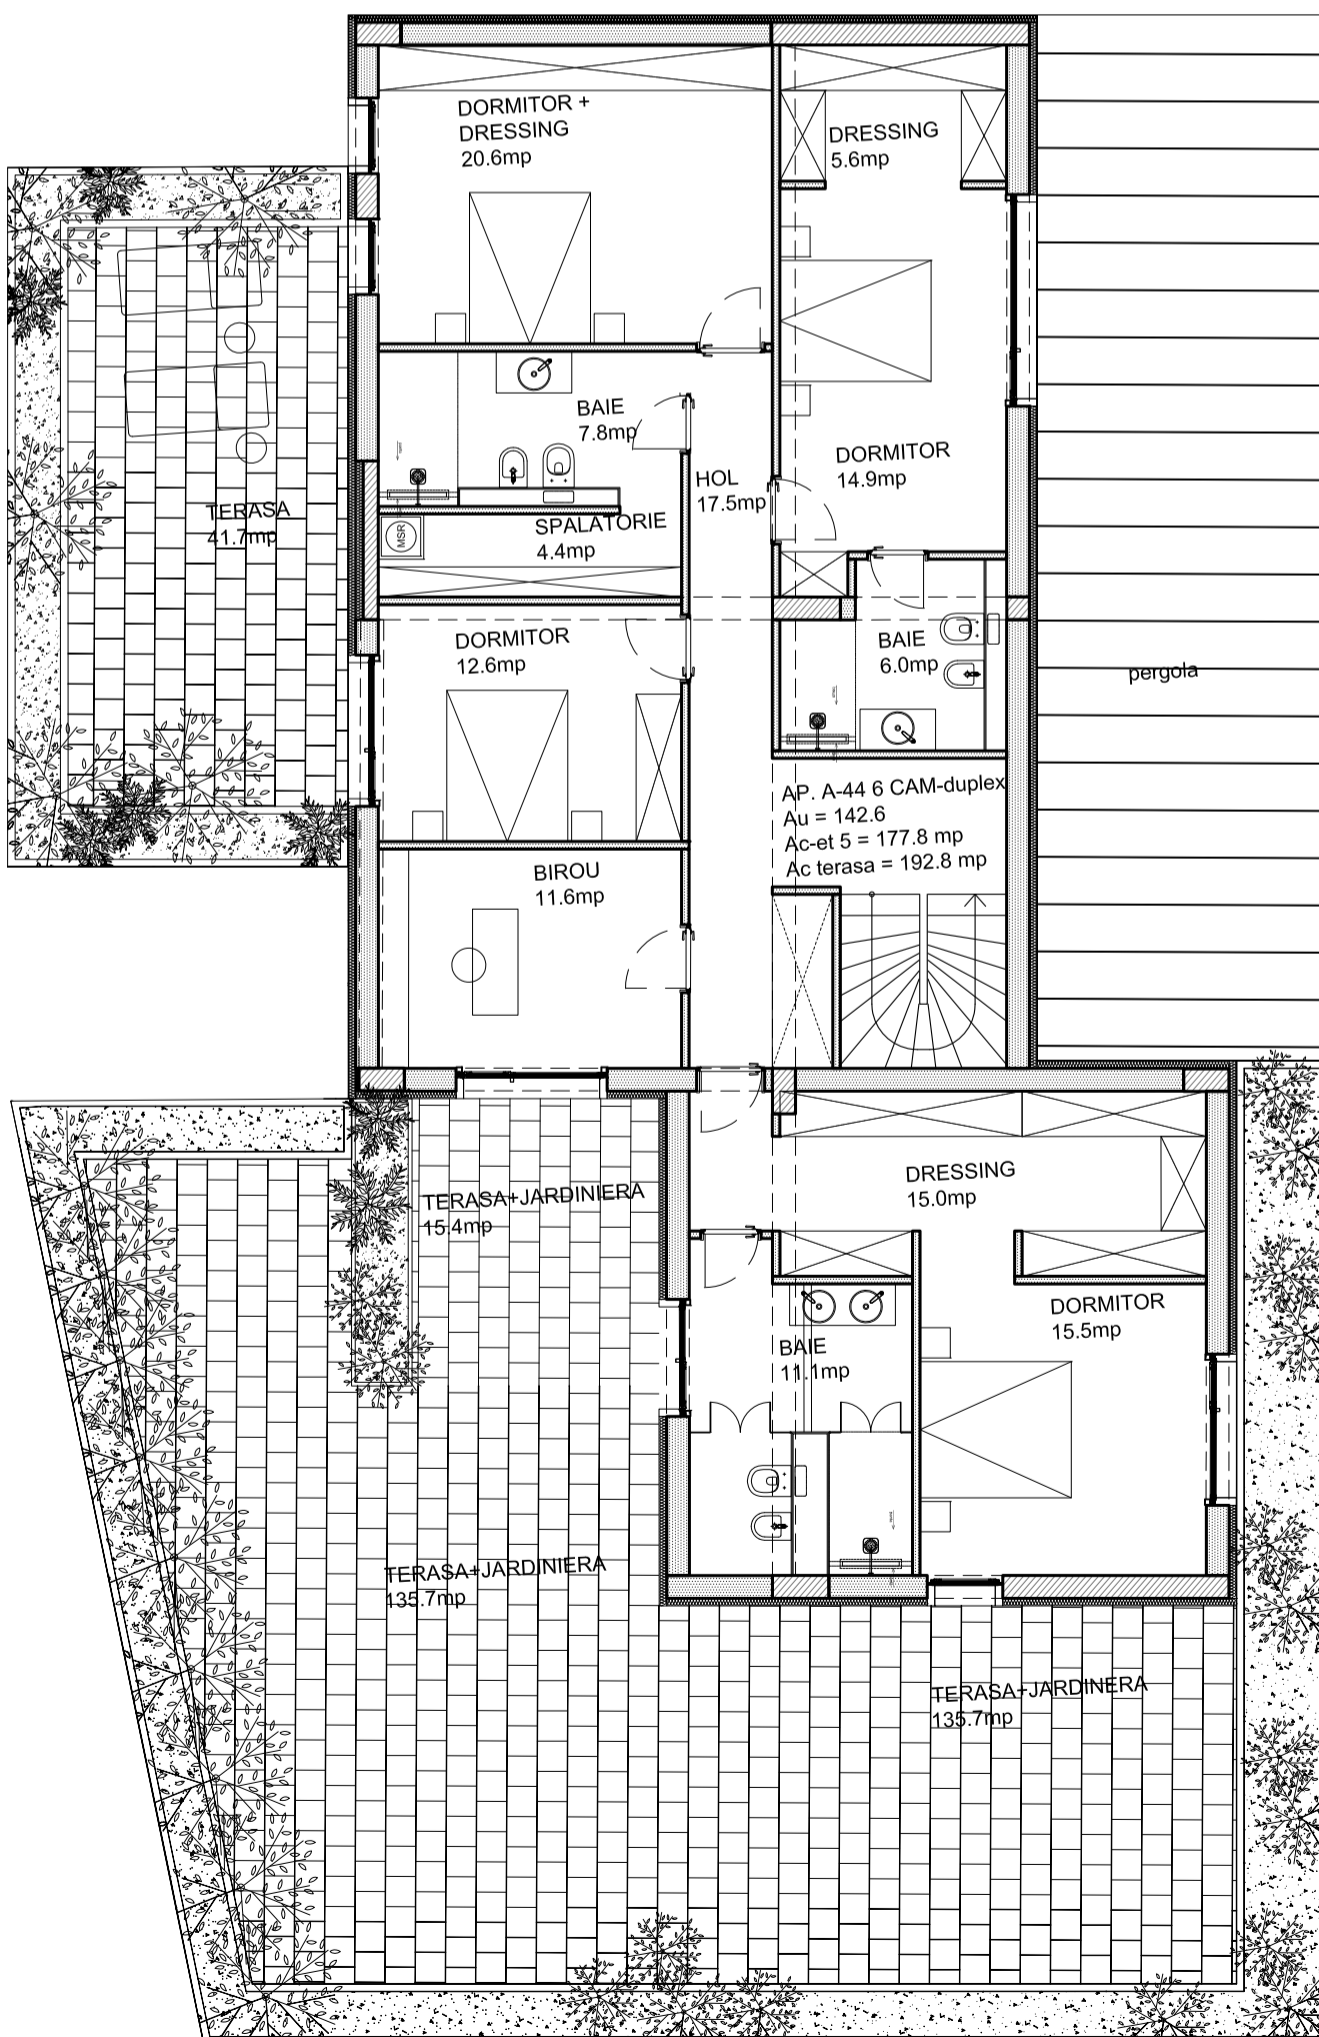 DORMITOR +
DRESSING
20.6mp
DRESSING
5.6mp
BAIE
7.8mp
DORMITOR
14.9mp
HOL
17.5mp
TERASA
41.7mp
SPALATORIE
4.4mp
MSR
DORMITOR
12.6mp
BAIE
6.0mp
pergola
AP. A-44 6 CAM-duplex
Au = 142.6
Ac-et 5 = 177.8 mp
Ac terasa = 192.8 mp
BIROU
11.6mp
TERASA+JARDINIERA
15.4mp
DRESSING
15.0mp
DORMITOR
15.5mp
BAIE
11.1mp
TERASA+JARDINIERA
135.7mp
TERASA+JARDINERA
135.7mp